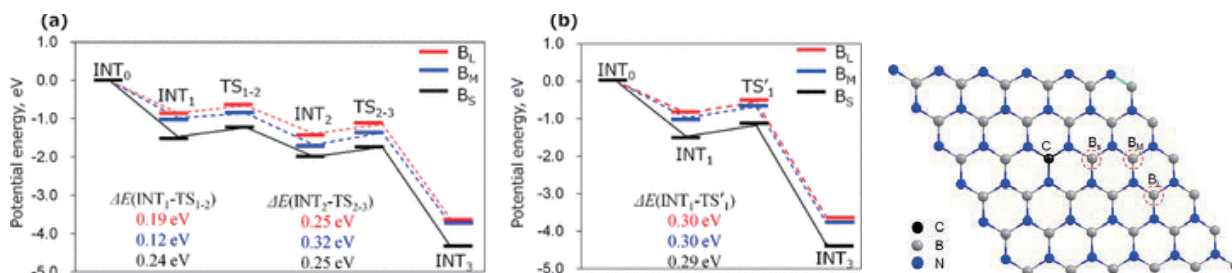 (a)
Potential energy, eV
1.0
0.0
-1.0
-2.0
-3.0
-4.0
-5.0
INT0
INT1
TS1-2
INT2
TS2-3
INT3
BL
BM
BS
ΔE(INT1-TS1-2)
0.19 eV
0.12 eV
0.24 eV
ΔE(INT2-TS2-3)
0.25 eV
0.32 eV
0.25 eV
(b)
Potential energy, eV
1.0
0.0
-1.0
-2.0
-3.0
-4.0
-5.0
INT0
INT1
TS'1
INT3
BL
BM
BS
ΔE(INT1-TS'1)
0.30 eV
0.30 eV
0.29 eV
C
BS
BM
BL
C
B
N